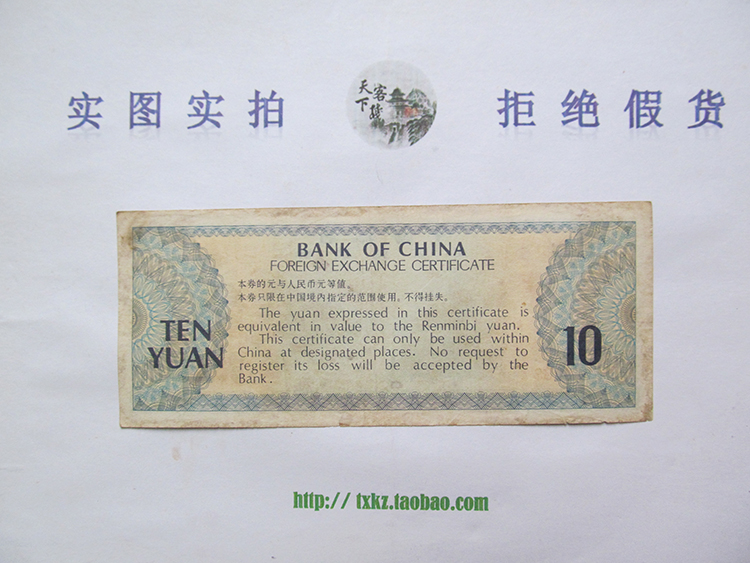 实图实拍
天下
客缘
拒绝假货
BANK OF CHINA
FOREIGN EXCHANGE CERTIFICATE
本券的元与人民币元等值。
本券只限在中国境内指定的范围使用，不得挂失。
The yuan expressed in this certificate is
equivalent in value to the Renminbi yuan.
This certificate can only be used within
China at designated places. No request to
register its loss will be accepted by the
Bank.
TEN
YUAN
10
http:// txkz.taobao.com